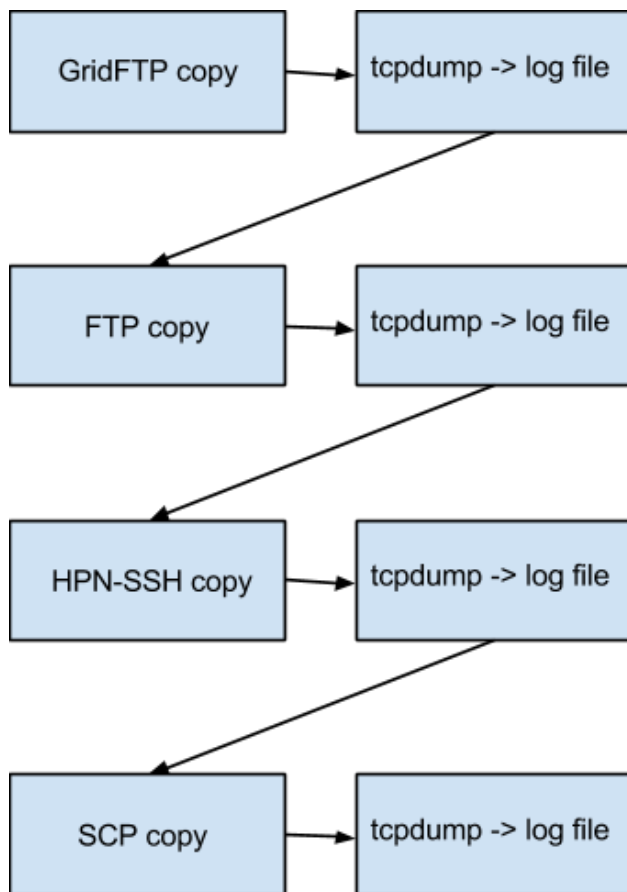 GridFTP copy
tcpdump -> log file
FTP copy
tcpdump -> log file
HPN-SSH copy
tcpdump -> log file
SCP copy
tcpdump -> log file